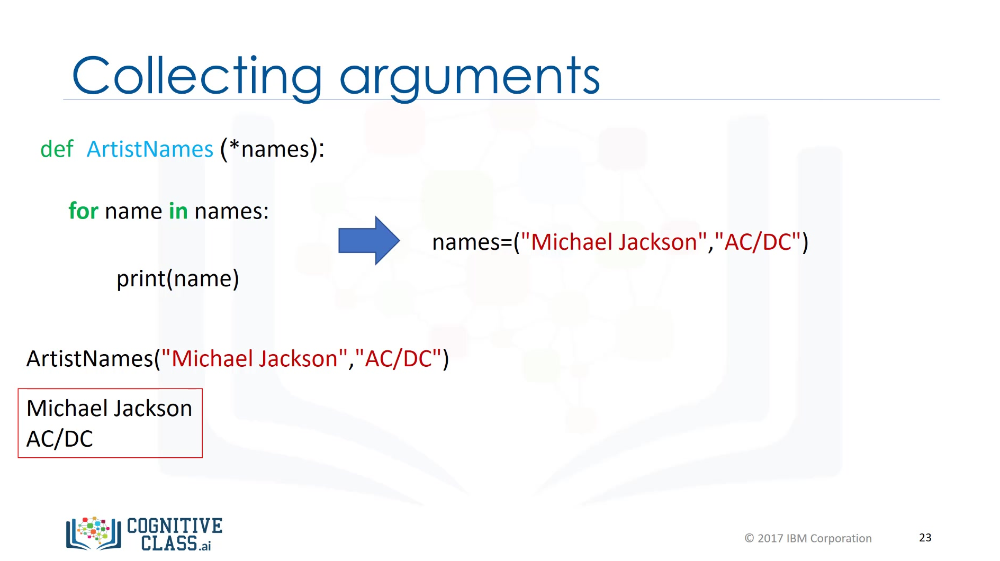 Collecting arguments
def ArtistNames (*names):
for name in names:
names=("Michael Jackson","AC/DC")
print(name)
ArtistNames("Michael Jackson","AC/DC")
Michael Jackson
AC/DC
COGNITIVE
CLASS.ai
© 2017 IBM Corporation
23